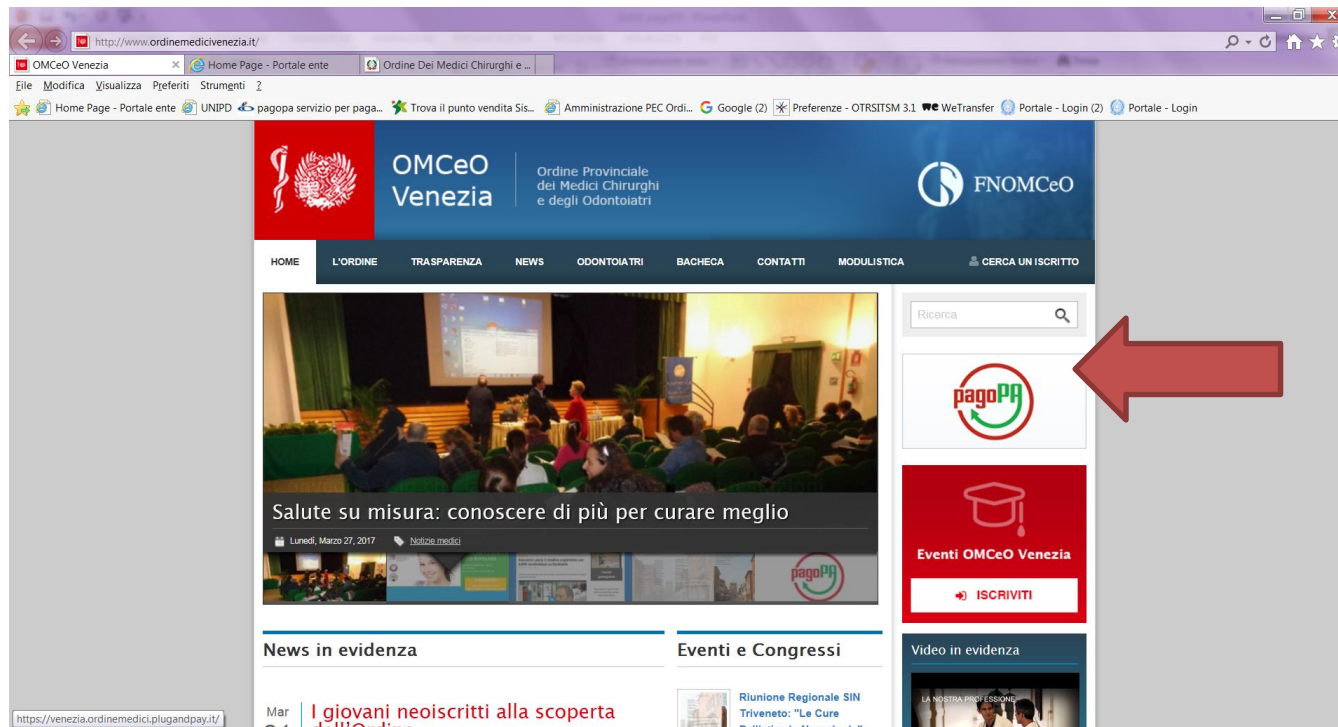 http://www.ordinemedicivenezia.it/
OMCeO Venezia
Home Page - Portale ente
Ordine Dei Medici Chirurghi e ...
File Modifica Visualizza Preferiti Strumenti ?
Home Page - Portale ente UNIPD pagopa servizio per paga... Trova il punto vendita Sis... Amministrazione PEC Ordi... Google (2) Preferenze - OTRSITSM 3.1 WeTransfer Portale - Login (2) Portale - Login
OMCeO
Venezia
Ordine Provinciale
dei Medici Chirurghi
e degli Odontoiatri
FNOMCeO
HOME L'ORDINE TRASPARENZA NEWS ODONTOIATRI BACHECA CONTATTI MODULISTICA CERCA UN ISCRITTO
Ricerca
pagoPA
Salute su misura: conoscere di più per curare meglio
Lunedì, Marzo 27, 2017 Notizie medici
pagoPA
Eventi OMCeO Venezia
ISCRIVITI
News in evidenza
Eventi e Congressi
Video in evidenza
Mar
I giovani neoiscritti alla scoperta
dell'Ordine
Riunione Regionale SIN
Triveneto: "Le Cure
LA NOSTRA PROFESSIONE
https://venezia.ordinemedici.plugandpay.it/